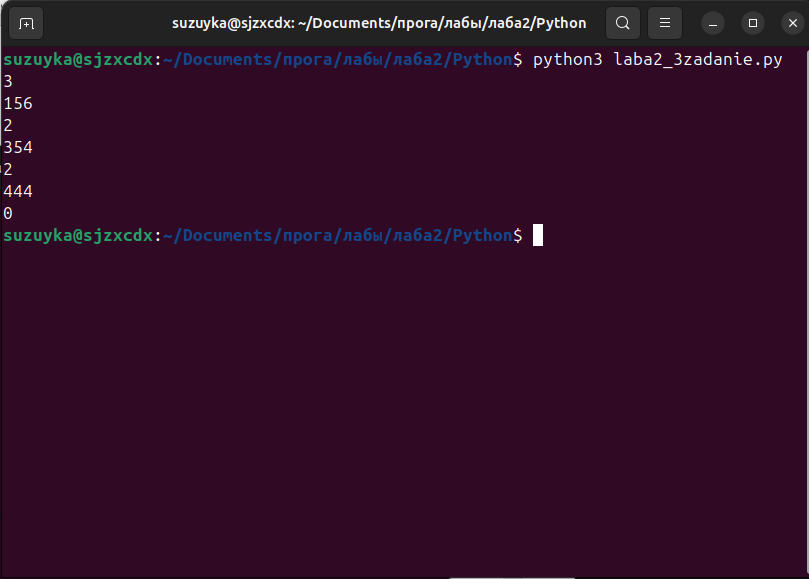 suzuyka@sjzxcdx: ~/Documents/прога/лабы/лаба2/Python
suzuyka@sjzxcdx:~/Documents/прога/лабы/лаба2/Python$ python3 laba2_3zadanie.py
3
156
2
354
2
444
0
suzuyka@sjzxcdx:~/Documents/прога/лабы/лаба2/Python$